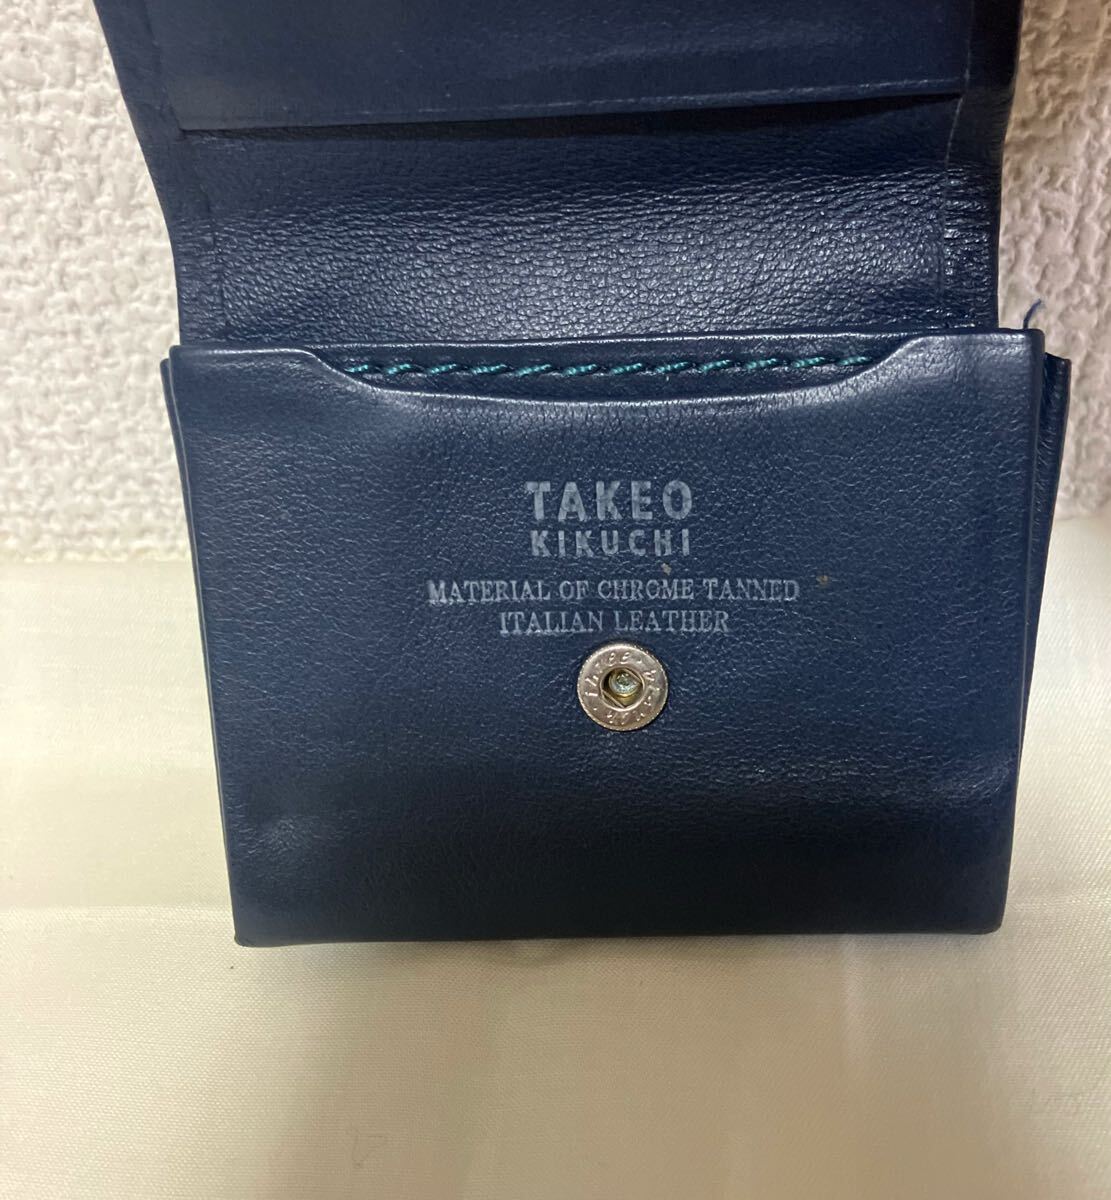 TAKEO
KIKUCHI
MATERIAL OF CHROME TANNED
ITALIAN LEATHER